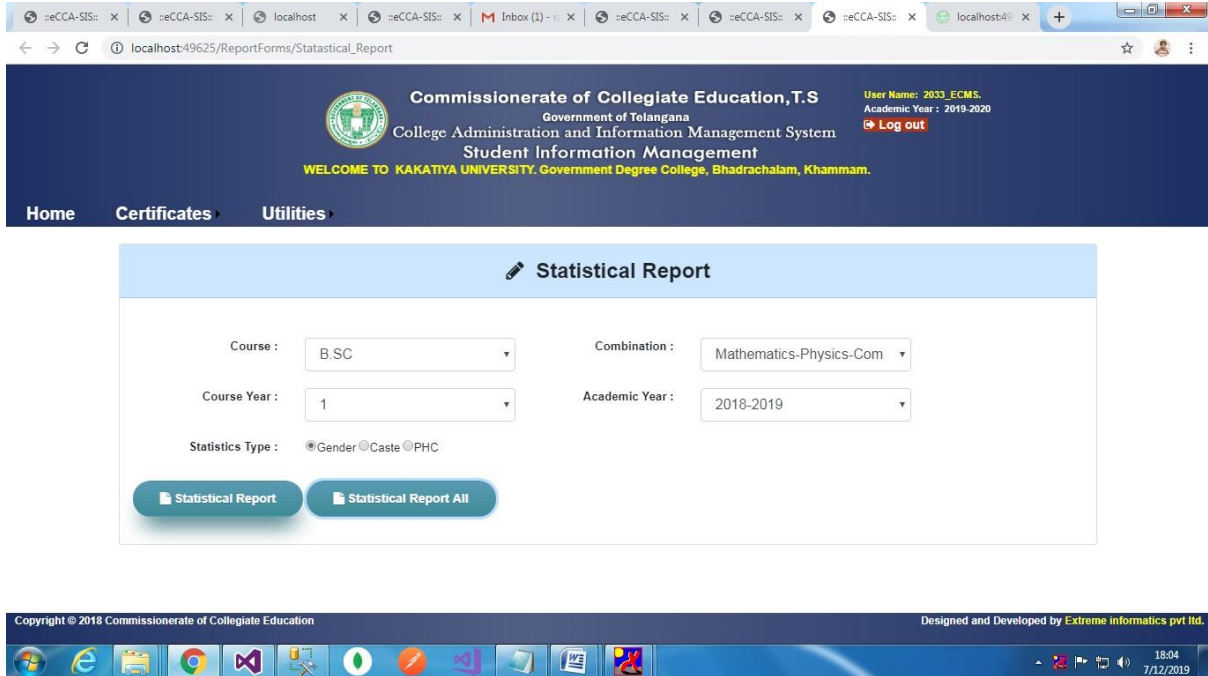 ::eCCA-SIS:: ::eCCA-SIS:: localhost ::eCCA-SIS:: Inbox (1) - ::eCCA-SIS:: ::eCCA-SIS:: ::eCCA-SIS:: localhost:49
localhost:49625/ReportForms/Statastical_Report
Commissionerate of Collegiate Education,T.S
Government of Telangana
College Administration and Information Management System
Student Information Management
WELCOME TO KAKATIYA UNIVERSITY. Government Degree College, Bhadrachalam, Khammam.
User Name: 2033_ECMS.
Academic Year : 2019-2020
Log out
Home Certificates Utilities
Statistical Report
Course : B.SC Combination : Mathematics-Physics-Com
Course Year : 1 Academic Year : 2018-2019
Statistics Type : Gender Caste PHC
Statistical Report Statistical Report All
Copyright © 2018 Commissionerate of Collegiate Education Designed and Developed by Extreme informatics pvt ltd.
18:04
7/12/2019